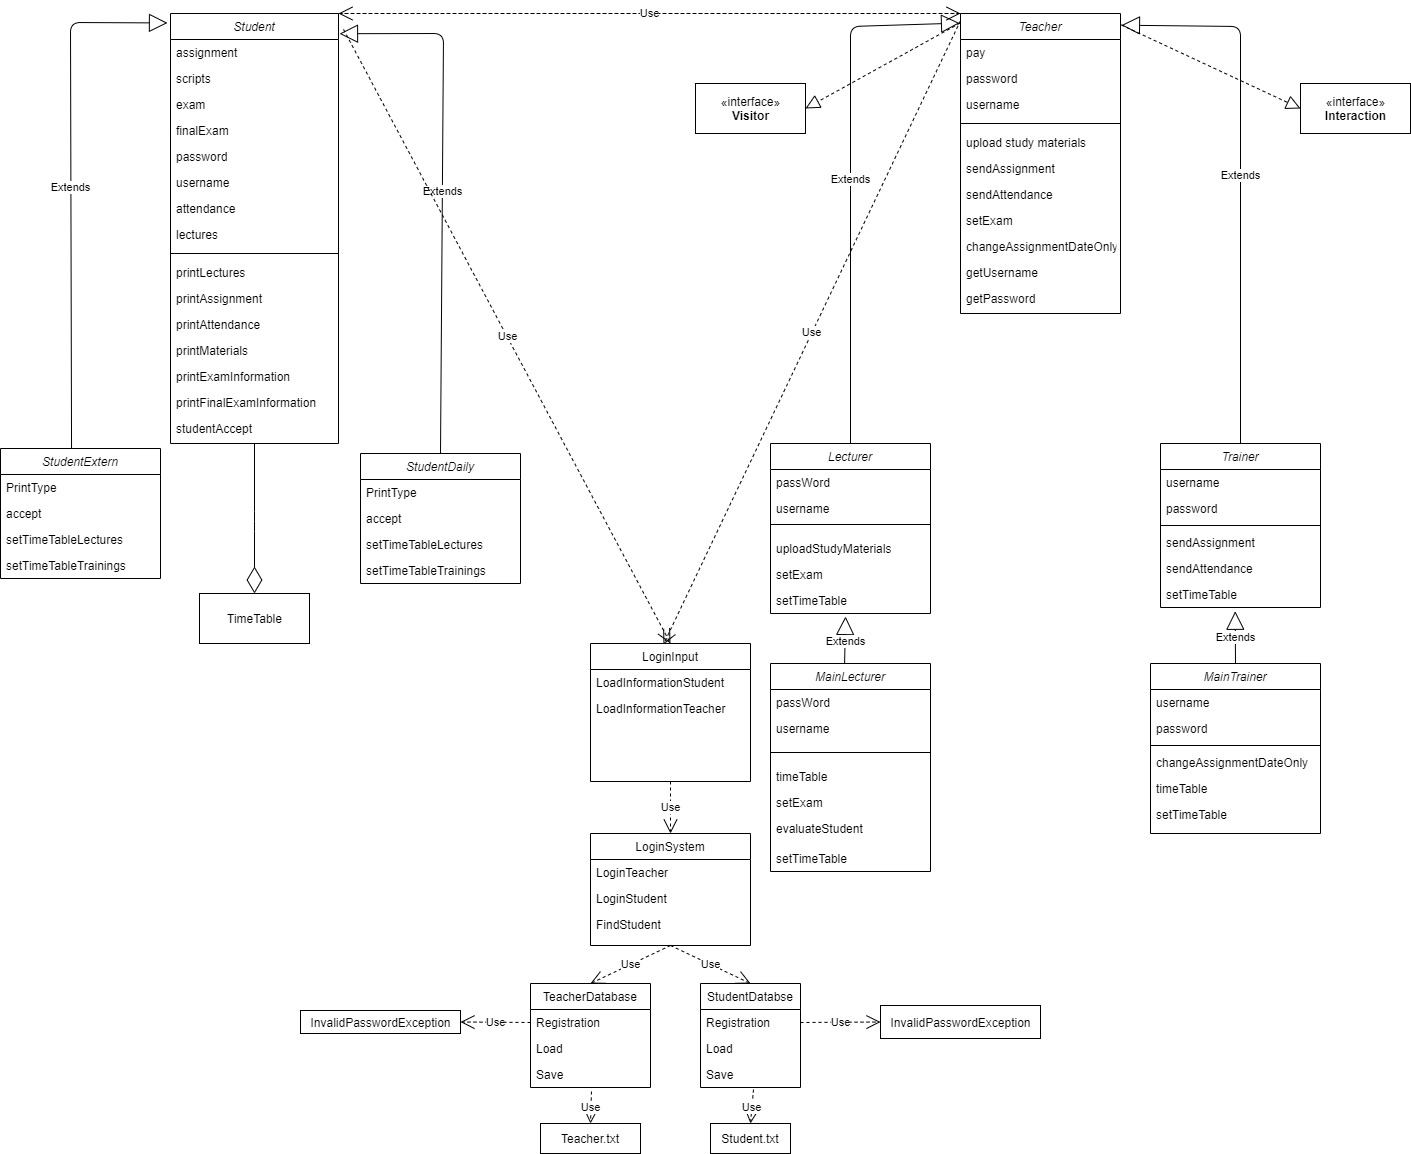 Use
Student
assignment
scripts
exam
finalExam
password
username
attendance
lectures
printLectures
printAssignment
printAttendance
printMaterials
printExamInformation
printFinalExamInformation
studentAccept
Teacher
pay
password
username
upload study materials
sendAssignment
sendAttendance
setExam
changeAssignmentDateOnly
getUsername
getPassword
«interface»
Visitor
«interface»
Interaction
Extends
Extends
Extends
Extends
Use
Use
StudentExtern
PrintType
accept
setTimeTableLectures
setTimeTableTrainings
StudentDaily
PrintType
accept
setTimeTableLectures
setTimeTableTrainings
TimeTable
Lecturer
passWord
username
uploadStudyMaterials
setExam
setTimeTable
Trainer
username
password
sendAssignment
sendAttendance
setTimeTable
Extends
Extends
LoginInput
LoadInformationStudent
LoadInformationTeacher
MainLecturer
passWord
username
timeTable
setExam
evaluateStudent
setTimeTable
MainTrainer
username
password
changeAssignmentDateOnly
timeTable
setTimeTable
Use
LoginSystem
LoginTeacher
LoginStudent
FindStudent
Use
Use
TeacherDatabase
Registration
Load
Save
StudentDatabse
Registration
Load
Save
InvalidPasswordException
Use
Use
InvalidPasswordException
Use
Use
Teacher.txt
Student.txt